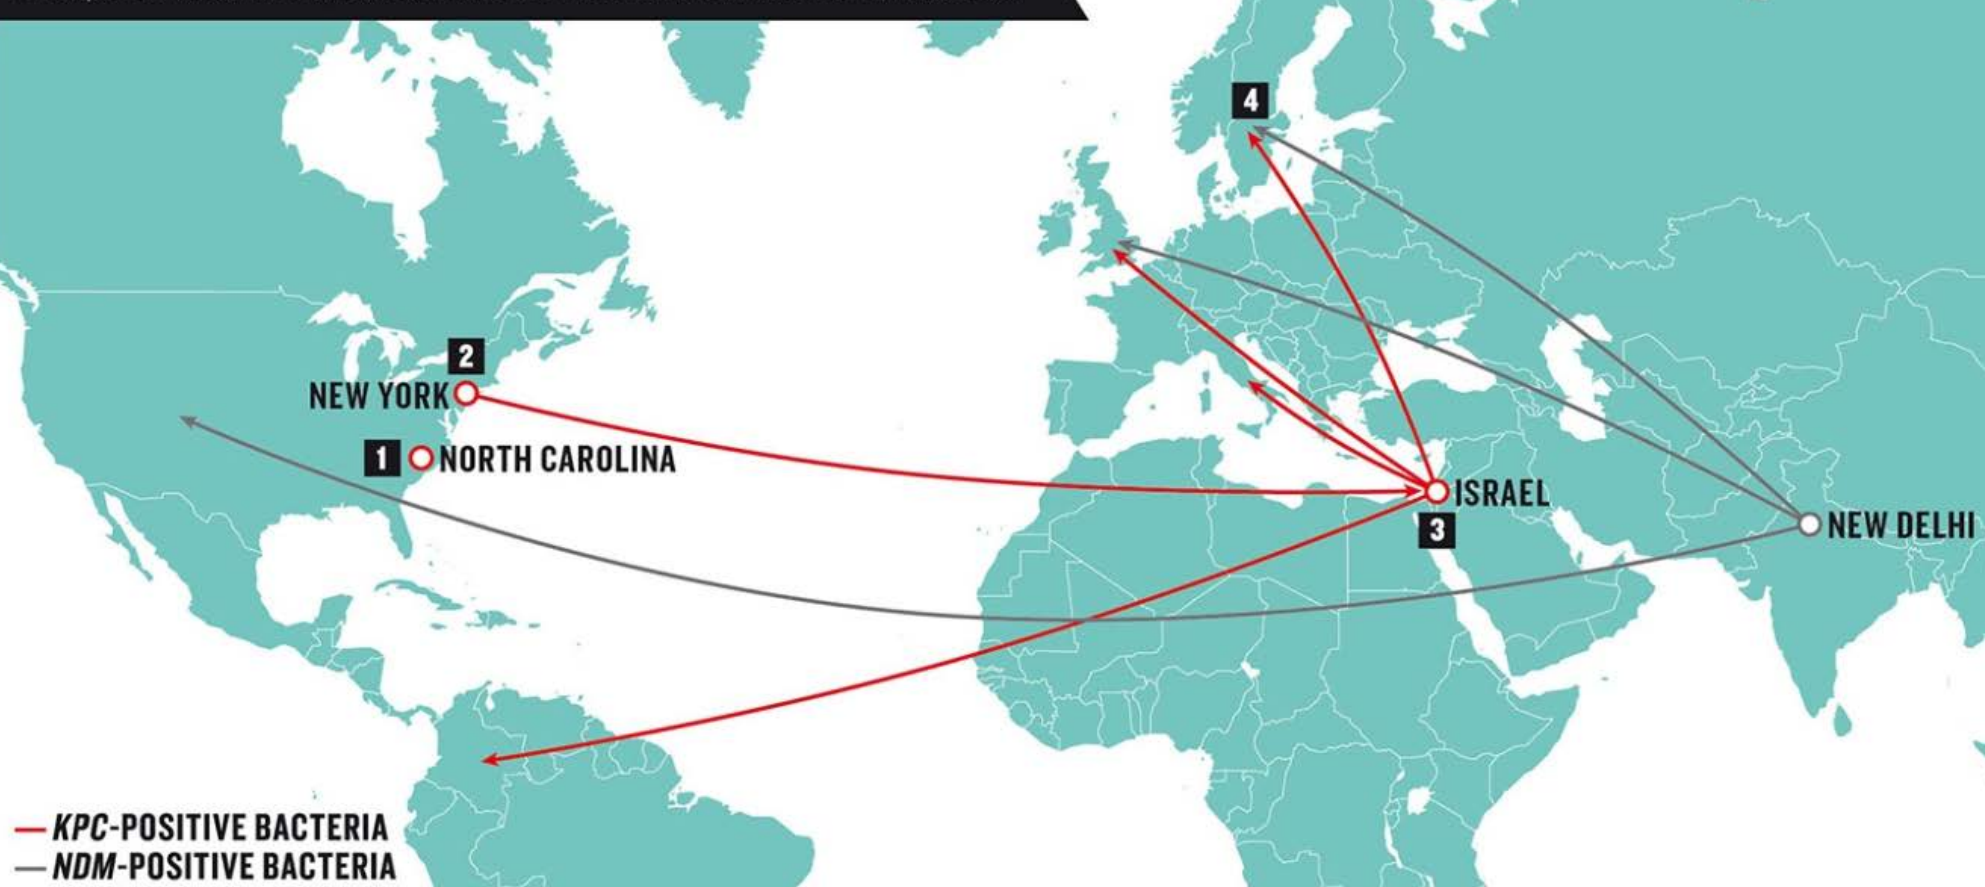 4
2
NEW YORK
1
NORTH CAROLINA
ISRAEL
3
NEW DELHI
KPC-POSITIVE BACTERIA
NDM-POSITIVE BACTERIA